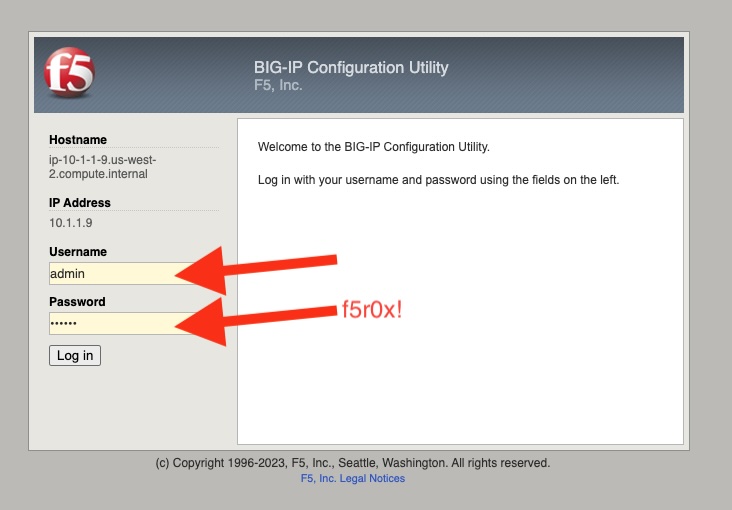 f5
BIG-IP Configuration Utility
F5, Inc.
Hostname
ip-10-1-1-9.us-west-
2.compute.internal
IP Address
10.1.1.9
Username
admin
Password
••••••
Log in
Welcome to the BIG-IP Configuration Utility.
Log in with your username and password using the fields on the left.
f5r0x!
(c) Copyright 1996-2023, F5, Inc., Seattle, Washington. All rights reserved.
F5, Inc. Legal Notices